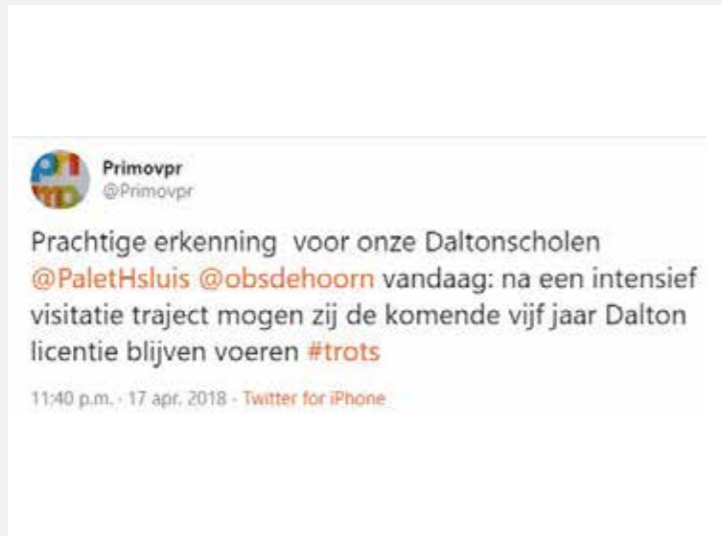 Primovpr
@Primovpr
Prachtige erkenning voor onze Daltonscholen
@PaletHsluis @obsdehoorn vandaag: na een intensief
visitatie traject mogen zij de komende vijf jaar Dalton
licentie blijven voeren #trots
11:40 p.m. · 17 apr. 2018 - Twitter for iPhone